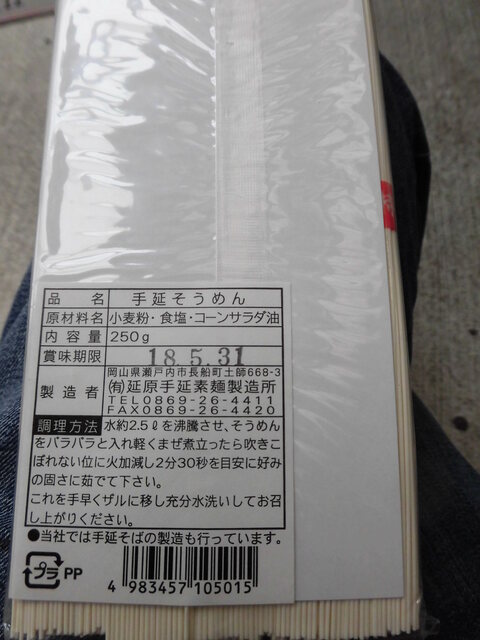 品名 手延そうめん
原材料名 小麦粉・食塩・コーンサラダ油
内容量 250g
賞味期限 18.5.31
製造者 岡山県瀬戸内市長船町土師668-3
㈲延原手延素麺製造所
TEL0869-26-4411
FAX0869-26-4420
調理方法 水約2.5ℓを沸騰させ、そうめん
をバラバラと入れ軽くまぜ煮立ったら吹きこ
ぼれない位に火加減し2分30秒を目安に好み
の固さに茹でて下さい。
これを手早くザルに移し充分水洗いしてお召
し上がりください。
●当社では手延そばの製造も行っています。
プラ PP
4 983457 105015